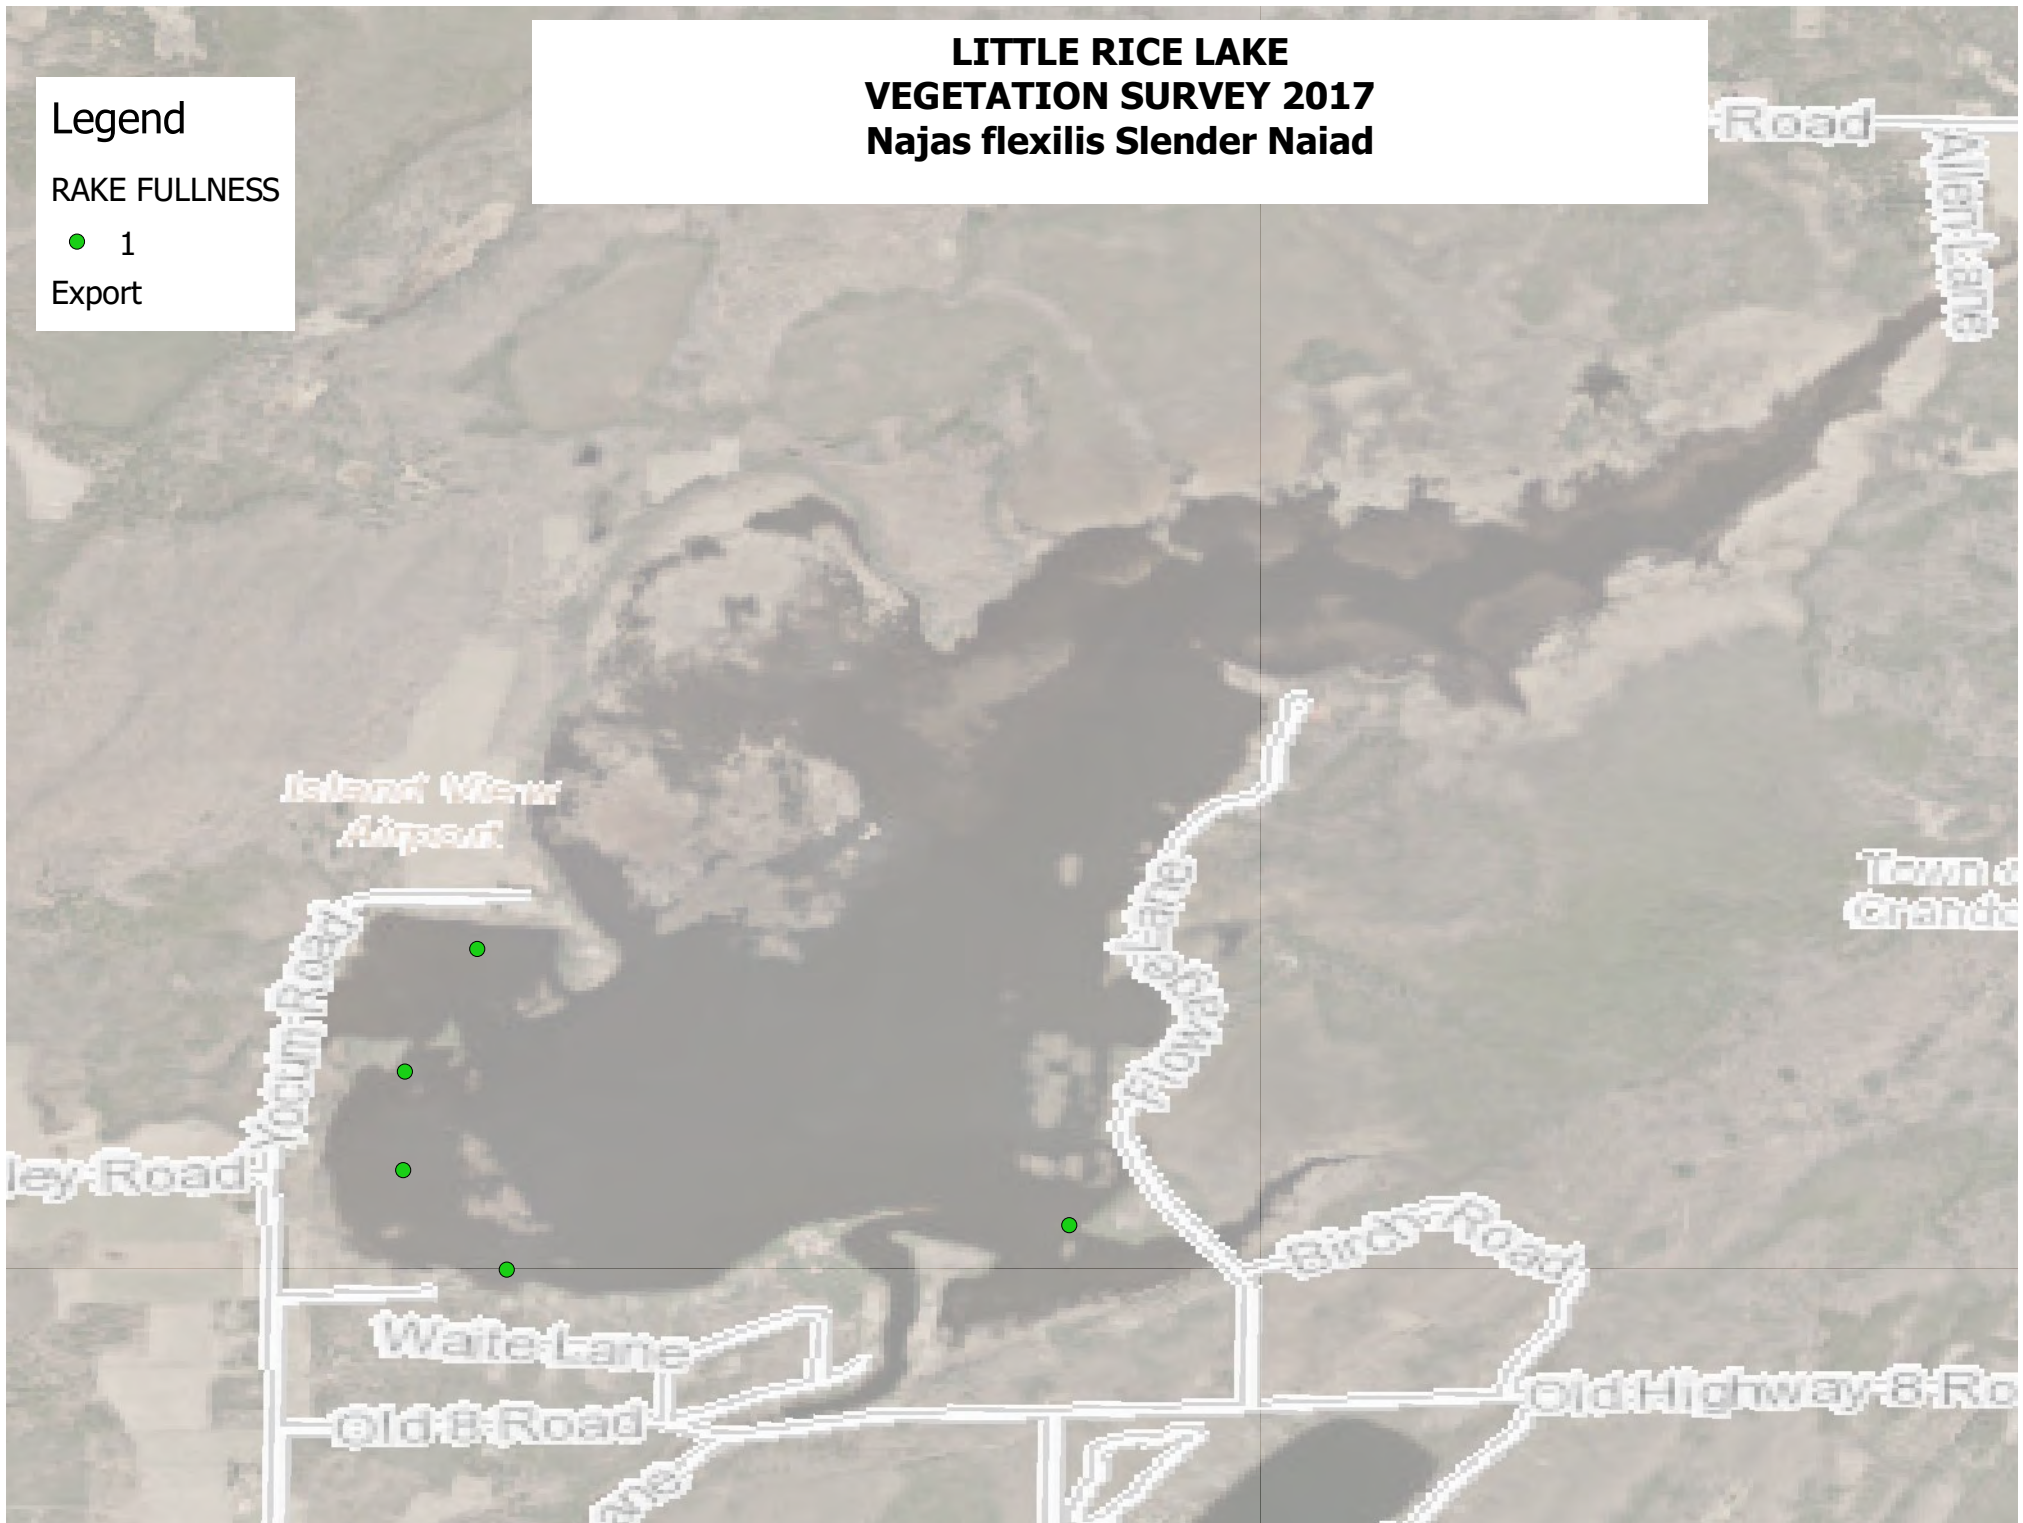 LITTLE RICE LAKE
VEGETATION SURVEY 2017
Najas flexilis Slender Naiad
Legend
RAKE FULLNESS
1
Export
Road
Allen Lane
Island View
Airport
Yocum Road
ley Road
Lane
Birch Road
Town
Waite Lane
Old 8 Road
Old Highway 8 Ro